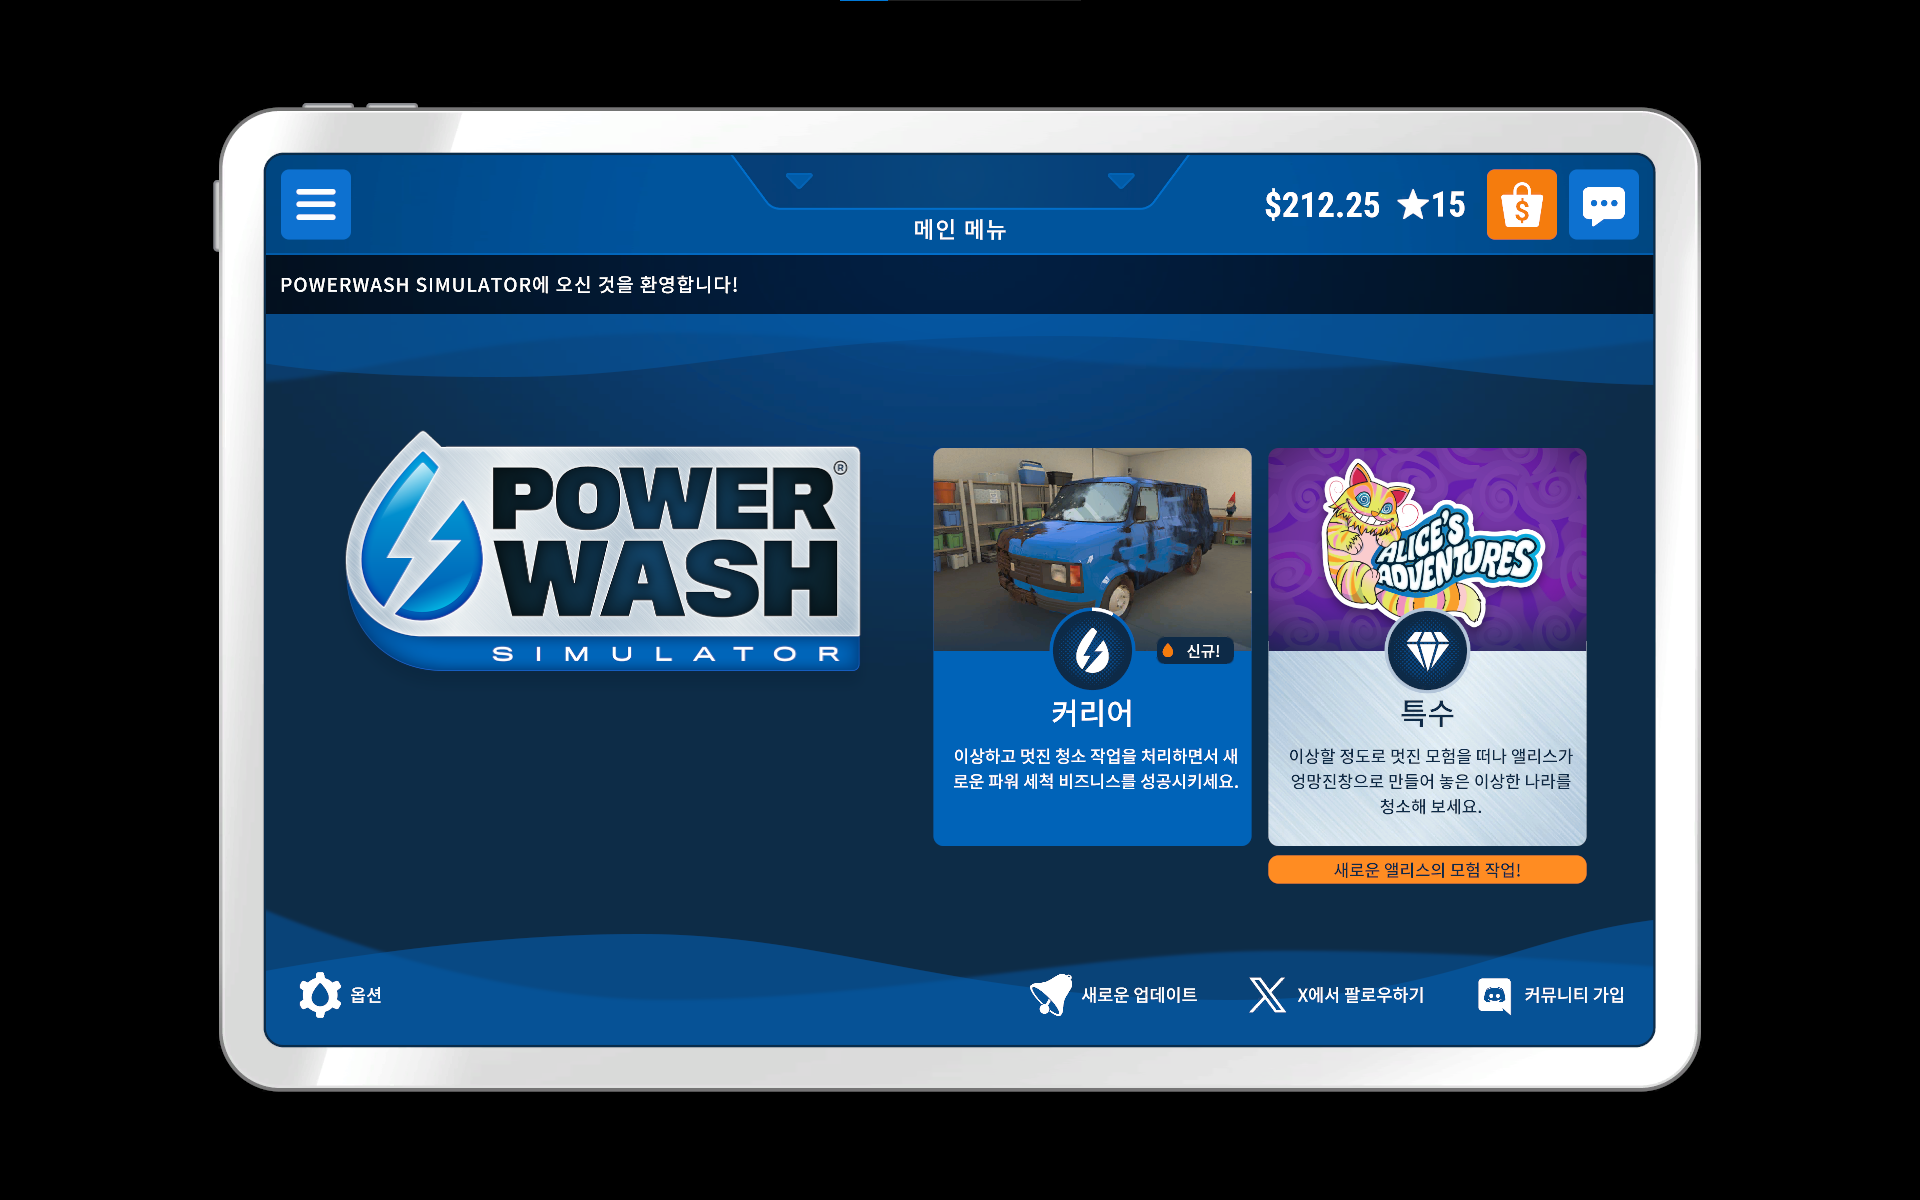 $212.25 ★15
메인 메뉴
POWERWASH SIMULATOR에 오신 것을 환영합니다!
POWER®
WASH
SIMULATOR
ALICE'S
ADVENTURES
신규!
커리어
이상하고 멋진 청소 작업을 처리하면서 새
로운 파워 세척 비즈니스를 성공시키세요.
특수
이상할 정도로 멋진 모험을 떠나 앨리스가
엉망진창으로 만들어 놓은 이상한 나라를
청소해 보세요.
새로운 앨리스의 모험 작업!
옵션
새로운 업데이트
X에서 팔로우하기
커뮤니티 가입